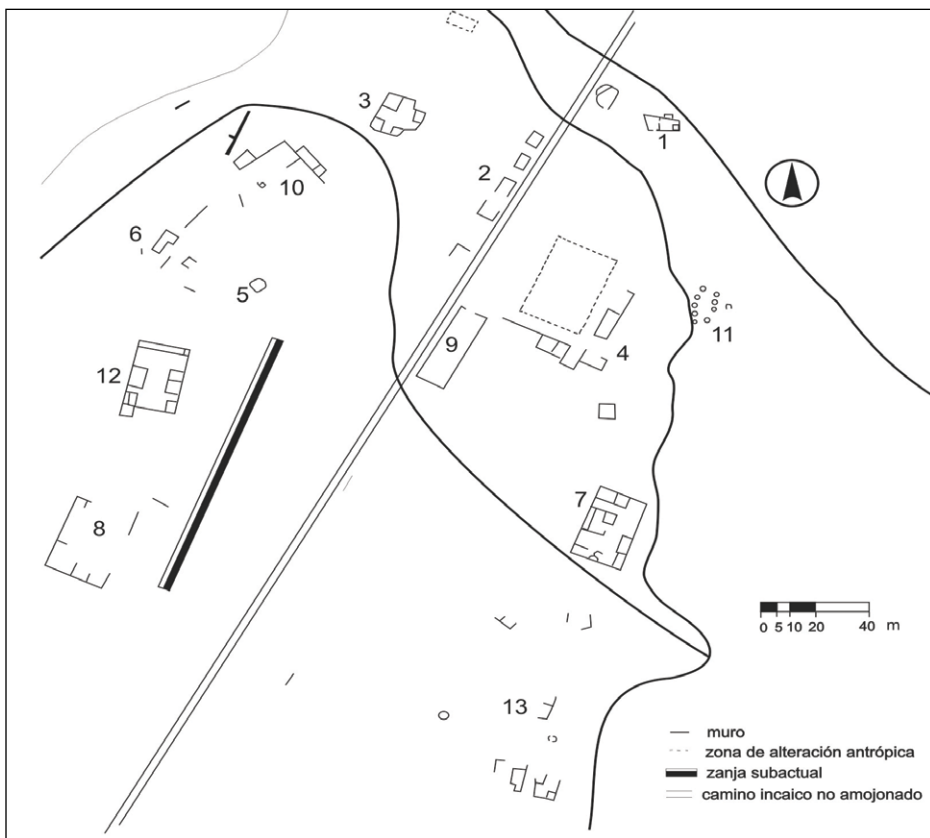 3
1
2
10
6
5
11
9
4
12
7
8
0 5 10 20 40 m
13
muro
zona de alteración antrópica
zanja subactual
camino incaico no amojonado